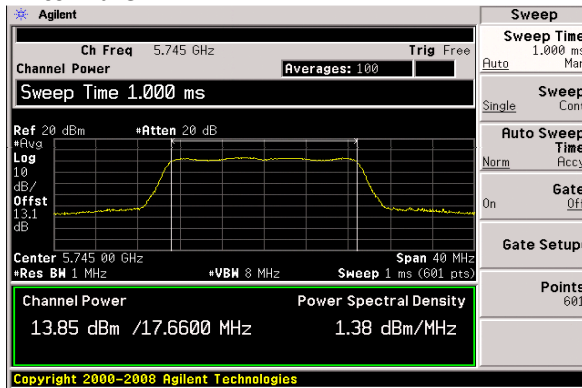 Agilent
Sweep
Ch Freq 5.745 GHz Trig Free
Channel Power Averages: 100
Sweep Time 1.000 ms
Ref 20 dBm #Atten 20 dB
#Avg
Log
10
dB/
Offst
13.1
dB
Center 5.745 00 GHz Span 40 MHz
#Res BW 1 MHz #VBW 8 MHz Sweep 1 ms (601 pts)
Channel Power Power Spectral Density
13.85 dBm /17.6600 MHz 1.38 dBm/MHz
Copyright 2000-2008 Agilent Technologies
Sweep Time
1.000 ms
Auto Man
Sweep
Single Cont
Auto Sweep
Time
Norm Accy
Gate
On Off
Gate Setup
Points
601